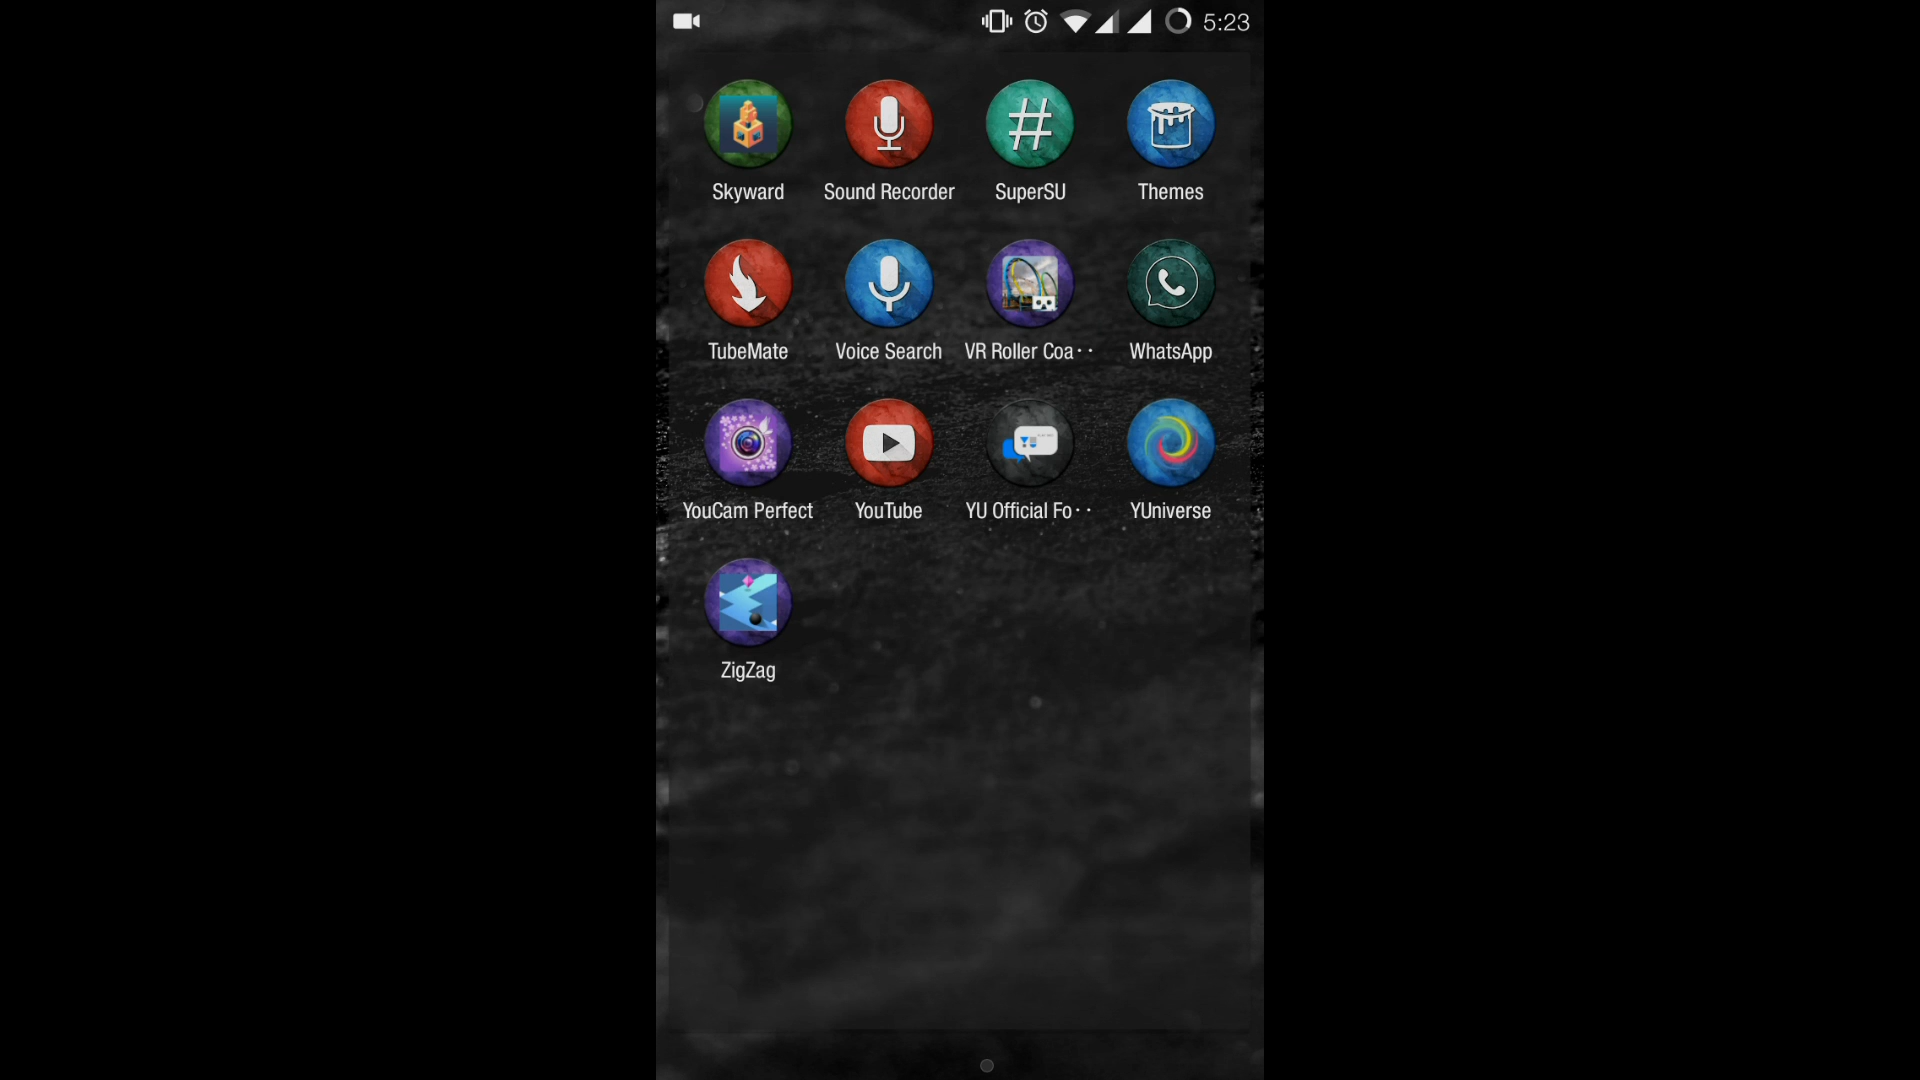 5:23
Skyward Sound Recorder SuperSU Themes
TubeMate Voice Search VR Roller Coa·· WhatsApp
YouCam Perfect YouTube YU Official Fo·· YUniverse
ZigZag